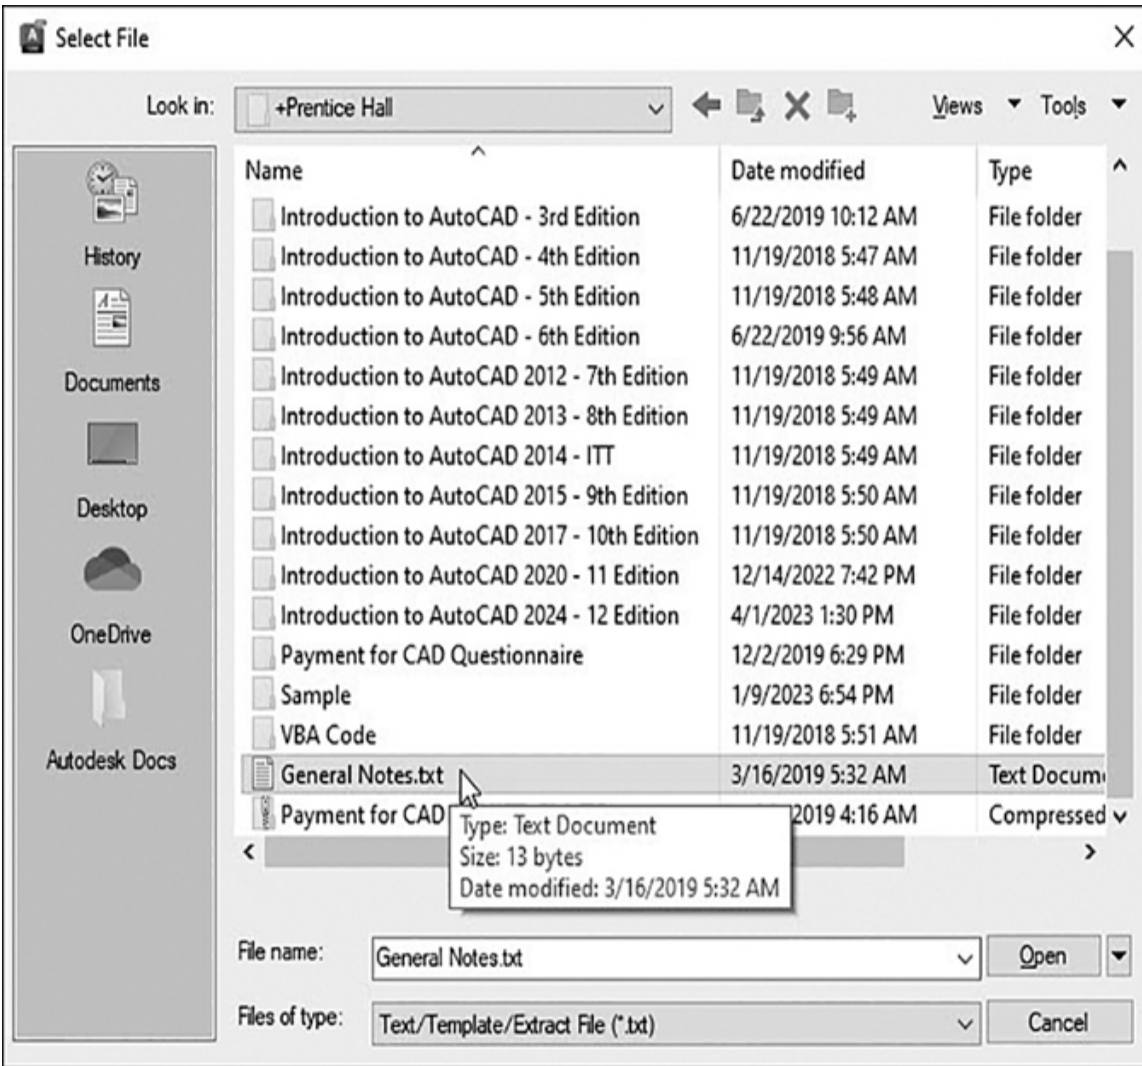 Select File
Look in: +Prentice Hall Views Tools
Name Date modified Type
Introduction to AutoCAD - 3rd Edition 6/22/2019 10:12 AM File folder
Introduction to AutoCAD - 4th Edition 11/19/2018 5:47 AM File folder
Introduction to AutoCAD - 5th Edition 11/19/2018 5:48 AM File folder
Introduction to AutoCAD - 6th Edition 6/22/2019 9:56 AM File folder
Introduction to AutoCAD 2012 - 7th Edition 11/19/2018 5:49 AM File folder
Introduction to AutoCAD 2013 - 8th Edition 11/19/2018 5:49 AM File folder
Introduction to AutoCAD 2014 - ITT 11/19/2018 5:49 AM File folder
Introduction to AutoCAD 2015 - 9th Edition 11/19/2018 5:50 AM File folder
Introduction to AutoCAD 2017 - 10th Edition 11/19/2018 5:50 AM File folder
Introduction to AutoCAD 2020 - 11 Edition 12/14/2022 7:42 PM File folder
Introduction to AutoCAD 2024 - 12 Edition 4/1/2023 1:30 PM File folder
Payment for CAD Questionnaire 12/2/2019 6:29 PM File folder
Sample 1/9/2023 6:54 PM File folder
VBA Code 11/19/2018 5:51 AM File folder
General Notes.txt 3/16/2019 5:32 AM Text Docum
Payment for CAD 2019 4:16 AM Compressed
Type: Text Document
Size: 13 bytes
Date modified: 3/16/2019 5:32 AM
History
Documents
Desktop
OneDrive
Autodesk Docs
File name: General Notes.txt Open
Files of type: Text/Template/Extract File (*.txt) Cancel